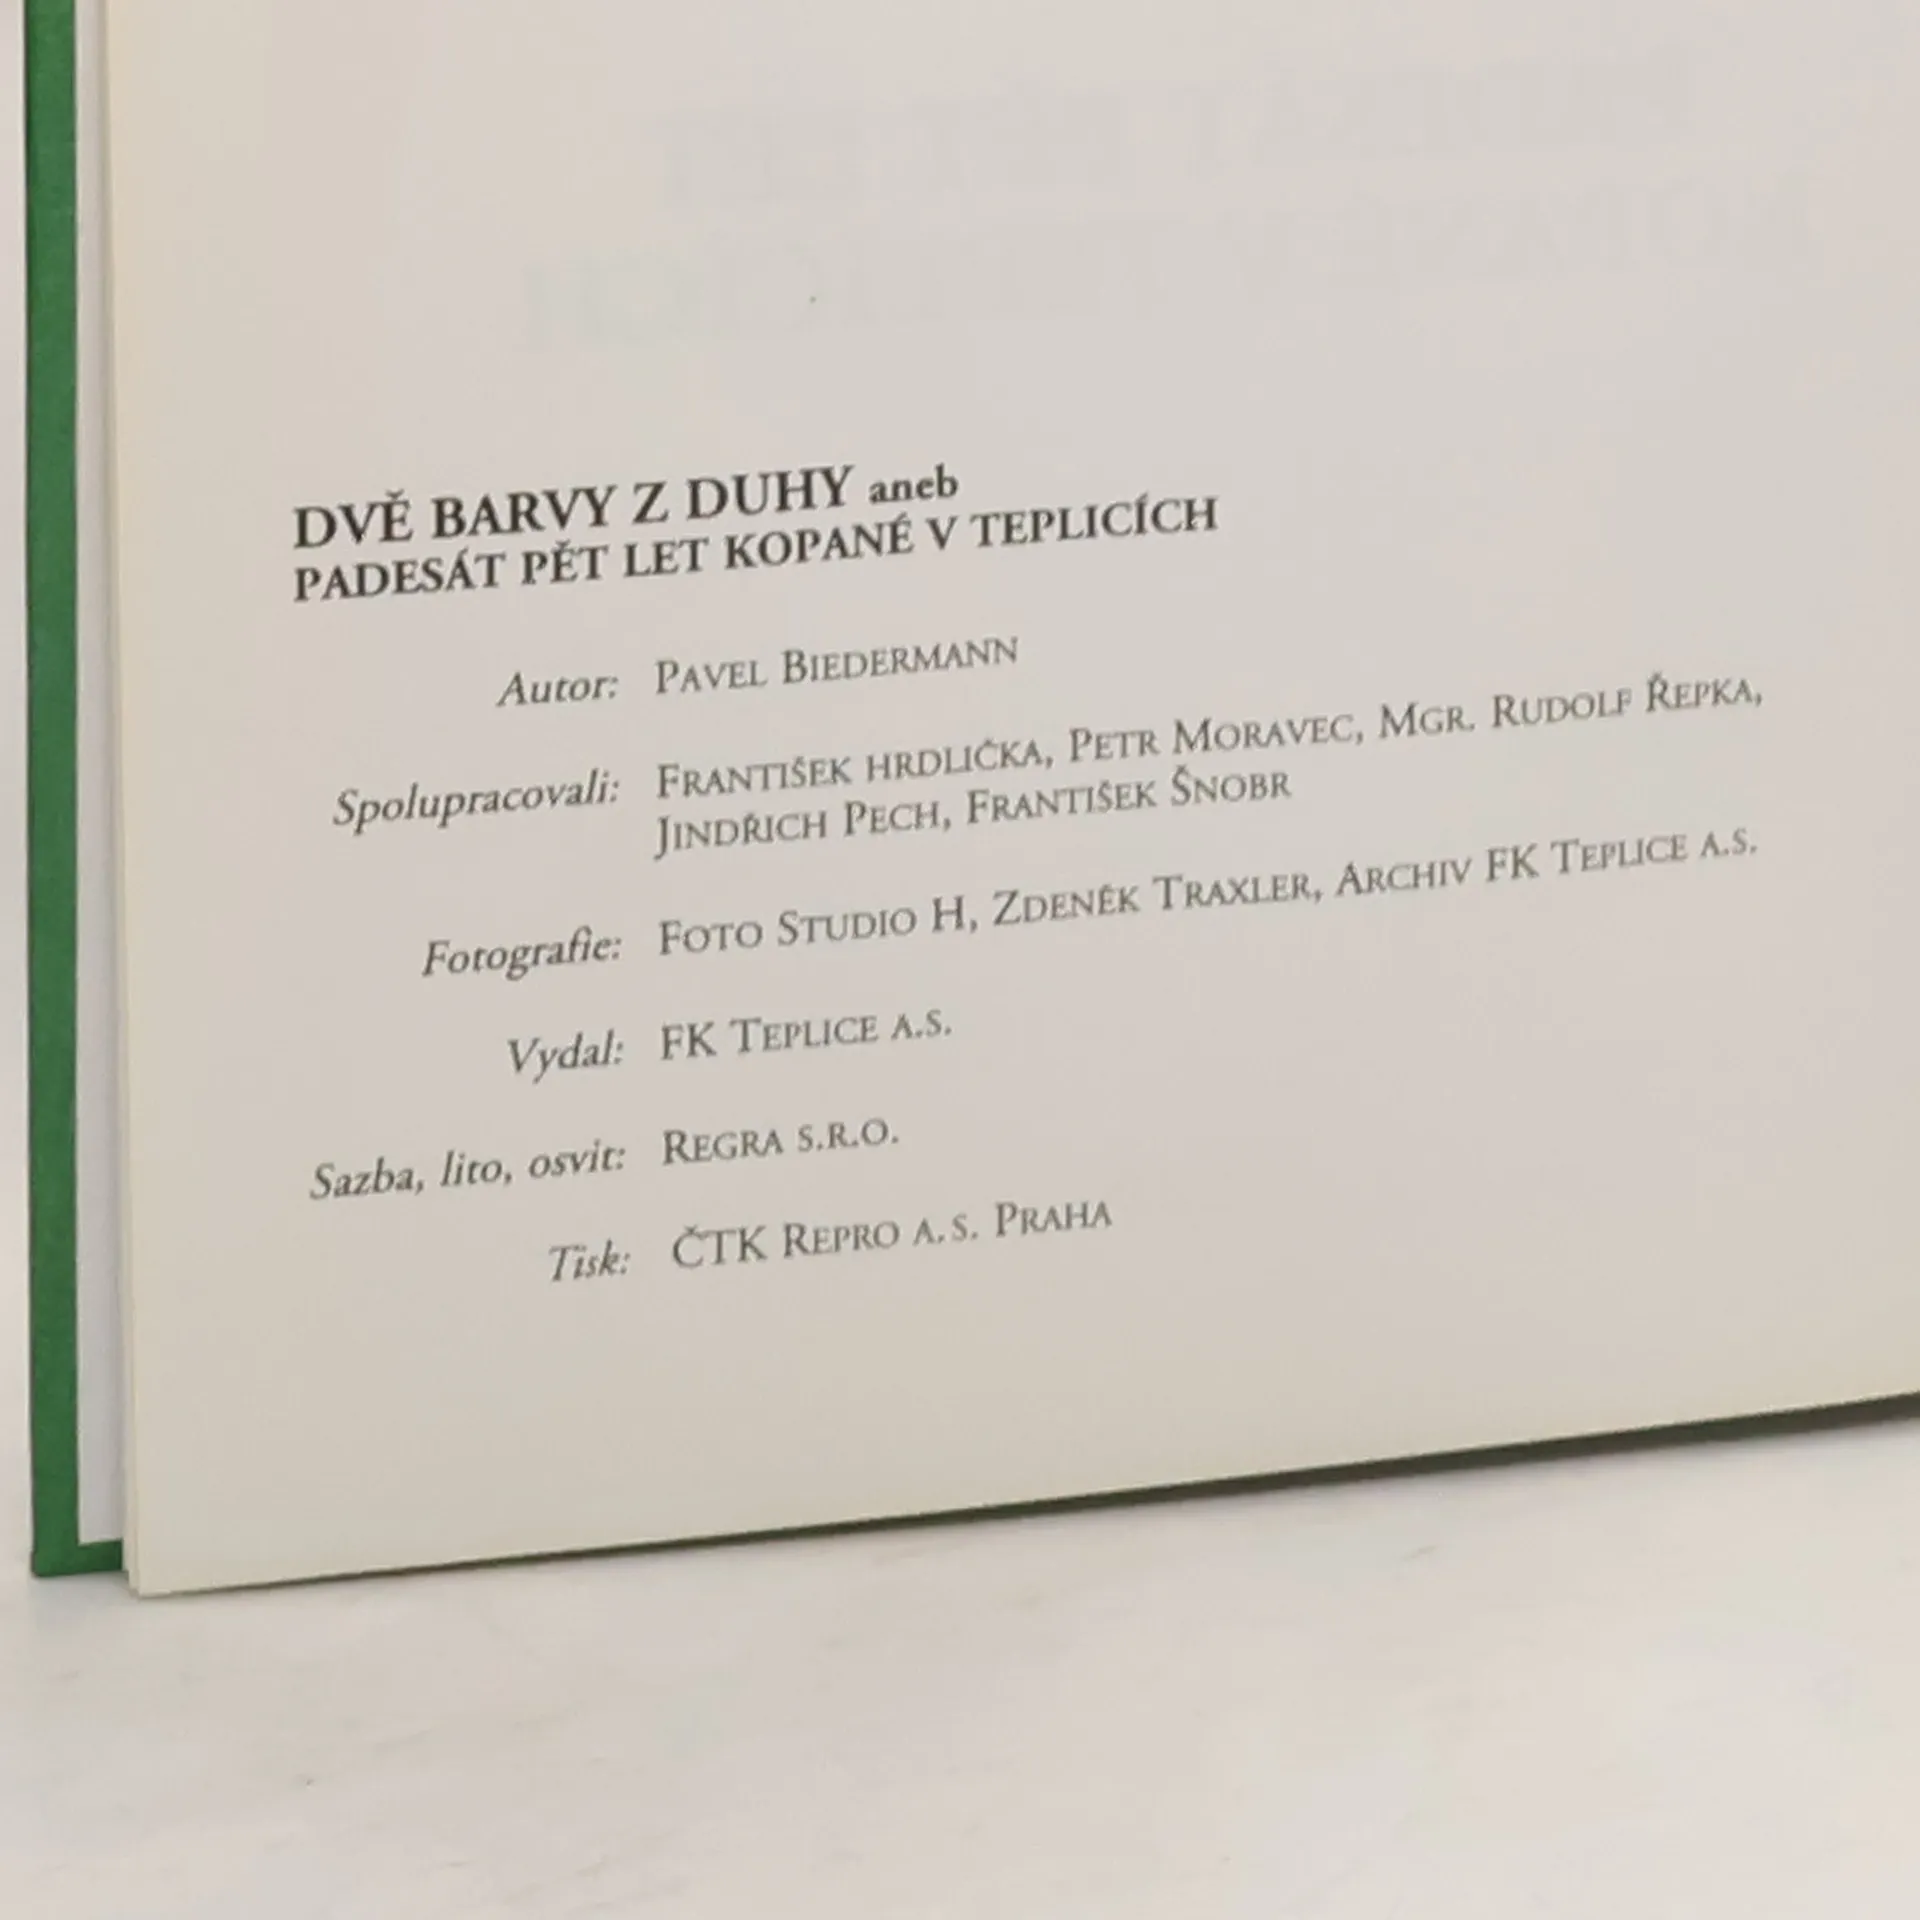 DVĚ BARVY Z DUHY aneb
PADESÁT PĚT LET KOPANÉ V TEPLICÍCH
Autor: PAVEL BIEDERMANN
Spolupracovali: FRANTIŠEK HRDLIČKA, PETR MORAVEC, MGR. RUDOLF ŘEPKA,
JINDŘICH PECH, FRANTIŠEK ŠNOBR
Fotografie: FOTO STUDIO H, ZDENĚK TRAXLER, ARCHIV FK TEPLICE A.S.
Vydal: FK TEPLICE A.S.
Sazba, lito, osvit: REGRA S.R.O.
Tisk: ČTK REPRO A.S. PRAHA